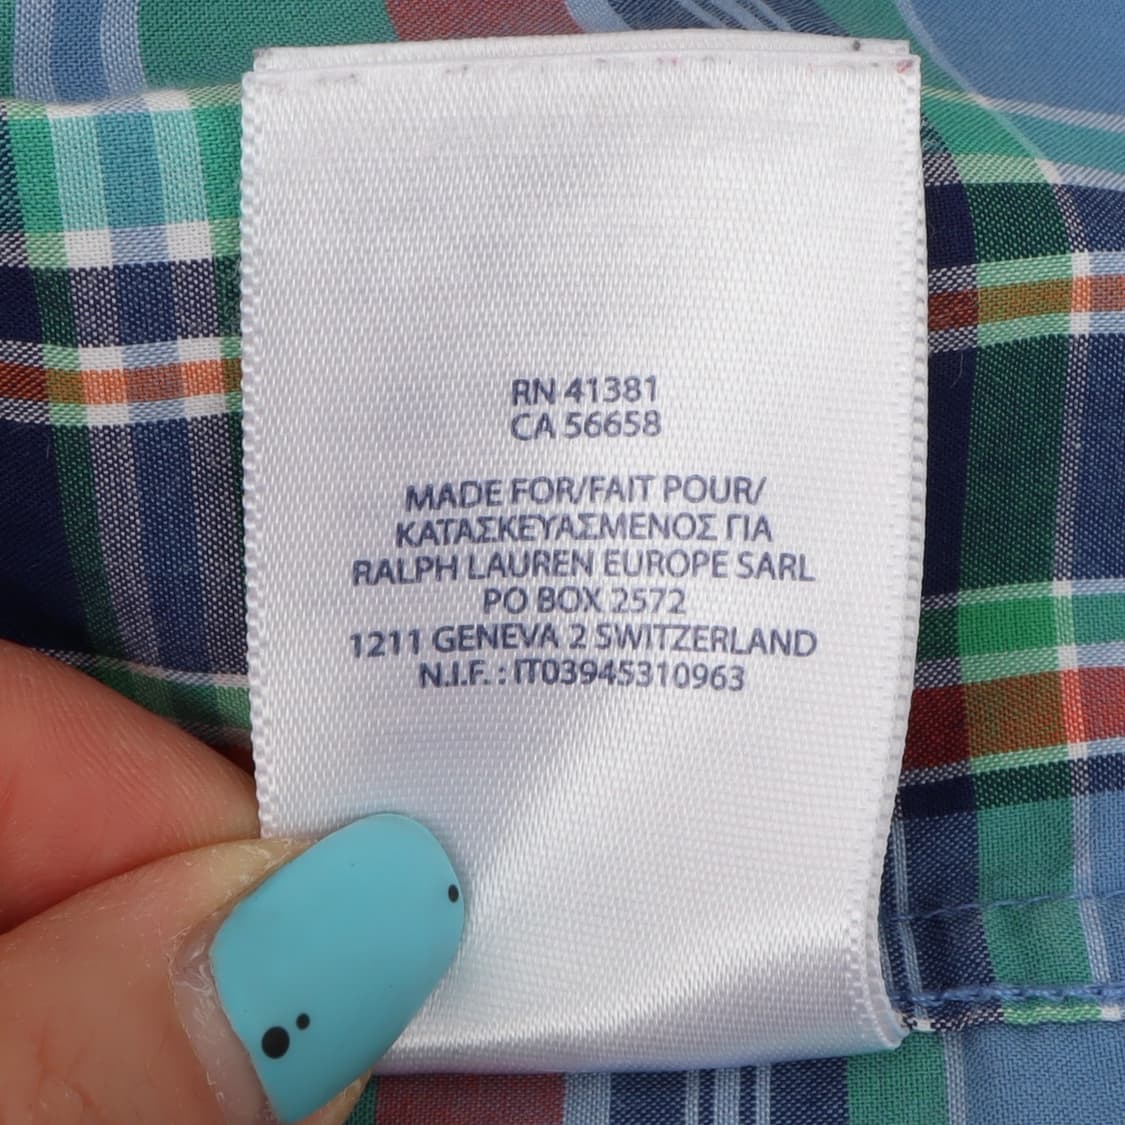 RN 41381
CA 56658
MADE FOR/FAIT POUR/
ΚΑΤΑΣΚΕΥΑΣΜΕΝΟΣ ΓΙΑ
RALPH LAUREN EUROPE SARL
PO BOX 2572
1211 GENEVA 2 SWITZERLAND
N.I.F. : IT03945310963